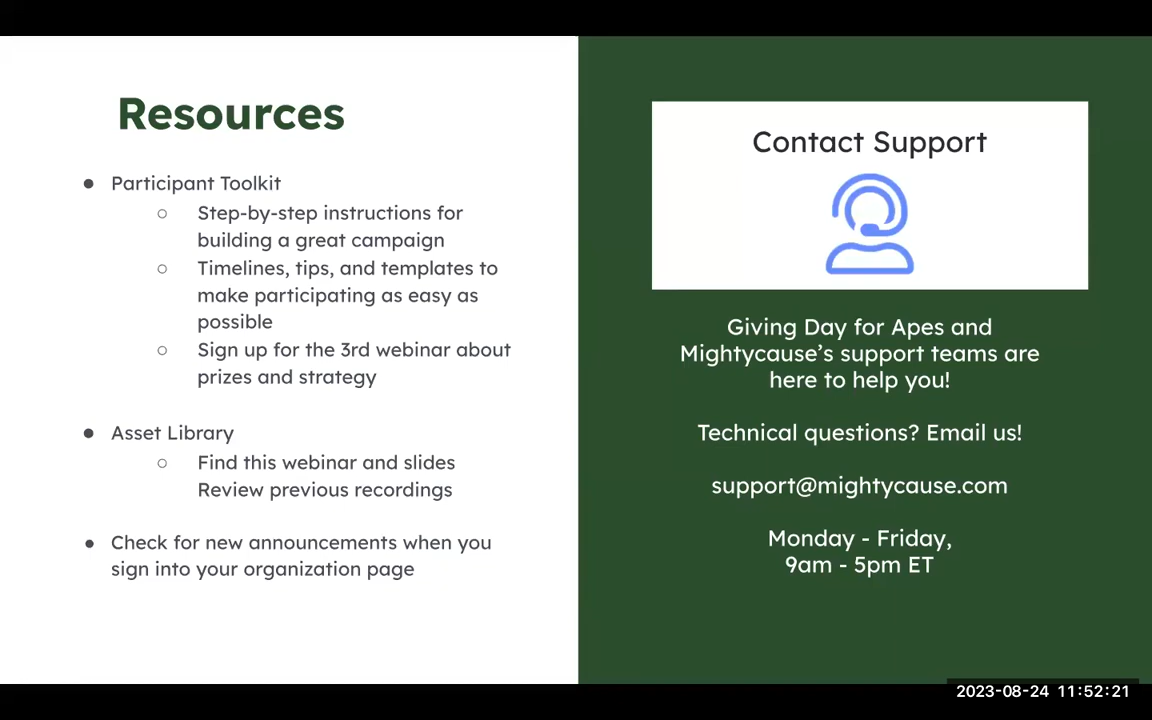 Resources
● Participant Toolkit
○ Step-by-step instructions for
building a great campaign
○ Timelines, tips, and templates to
make participating as easy as
possible
○ Sign up for the 3rd webinar about
prizes and strategy
● Asset Library
○ Find this webinar and slides
Review previous recordings
● Check for new announcements when you
sign into your organization page
Contact Support
Giving Day for Apes and
Mightycause’s support teams are
here to help you!
Technical questions? Email us!
support@mightycause.com
Monday - Friday,
9am - 5pm ET
2023-08-24 11:52:21